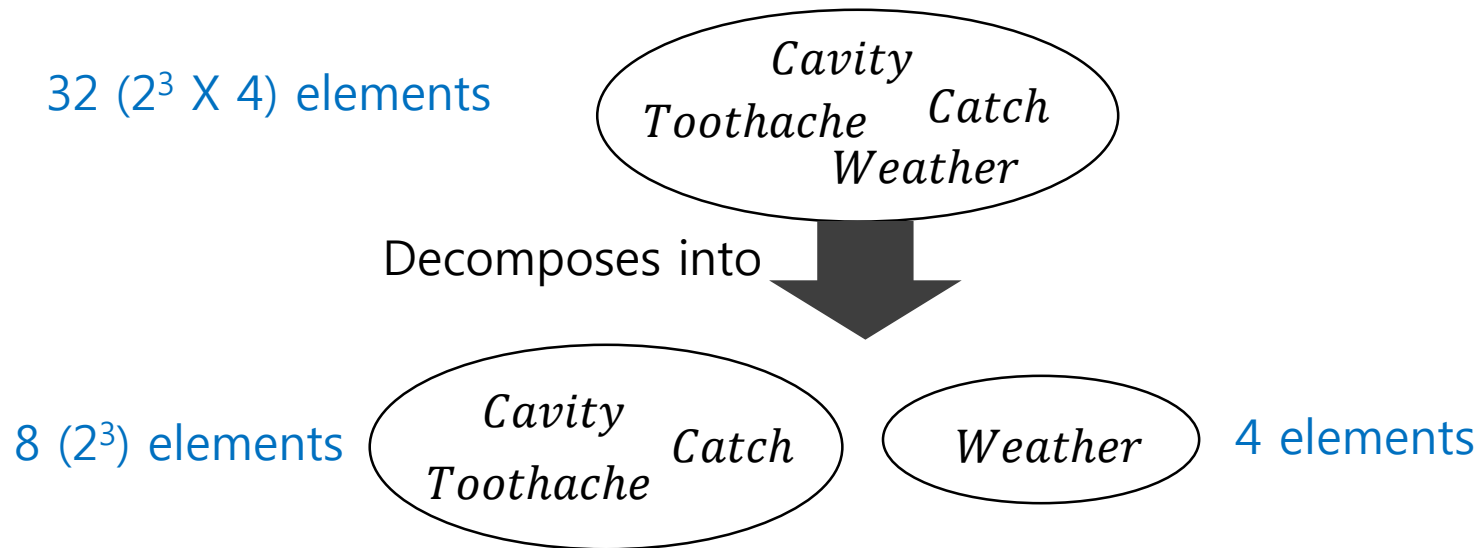 32 (2³ X 4) elements
Cavity
Toothache Catch
Weather
Decomposes into
8 (2³) elements
Cavity
Toothache Catch
Weather
4 elements